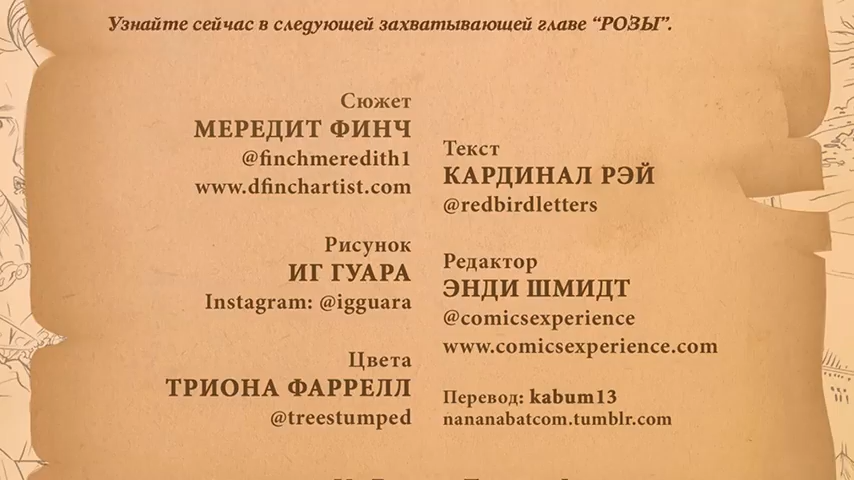 Узнайте сейчас в следующей захватывающей главе “РОЗЫ”.
Сюжет
МЕРЕДИТ ФИНЧ
@finchmeredith1
www.dfinchartist.com
Рисунок
ИГ ГУАРА
Instagram: @igguara
Цвета
ТРИОНА ФАРРЕЛЛ
@treestumped
Текст
КАРДИНАЛ РЭЙ
@redbirdletters
Редактор
ЭНДИ ШМИДТ
@comicsexperience
www.comicsexperience.com
Перевод: kabum13
nananabatcom.tumblr.com